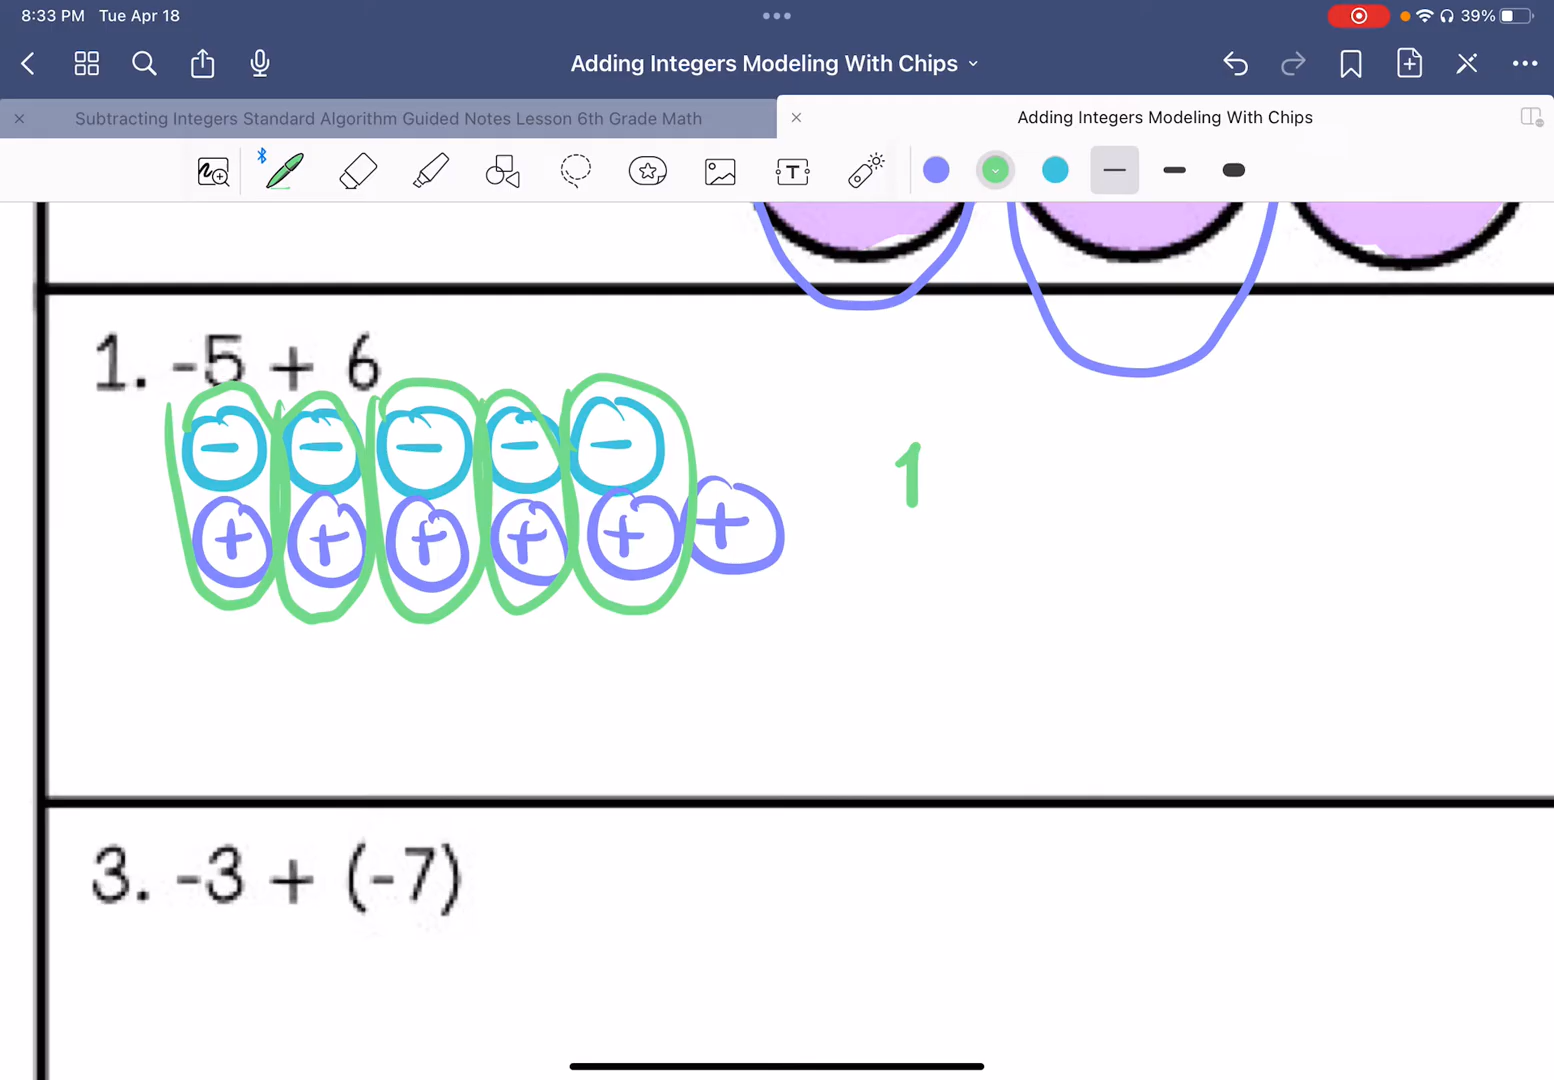 8:33 PM Tue Apr 18
39%
Adding Integers Modeling With Chips
Subtracting Integers Standard Algorithm Guided Notes Lesson 6th Grade Math
Adding Integers Modeling With Chips
T
1. -5 + 6
- - - - -
+ + + + + +
1
3. -3 + (-7)